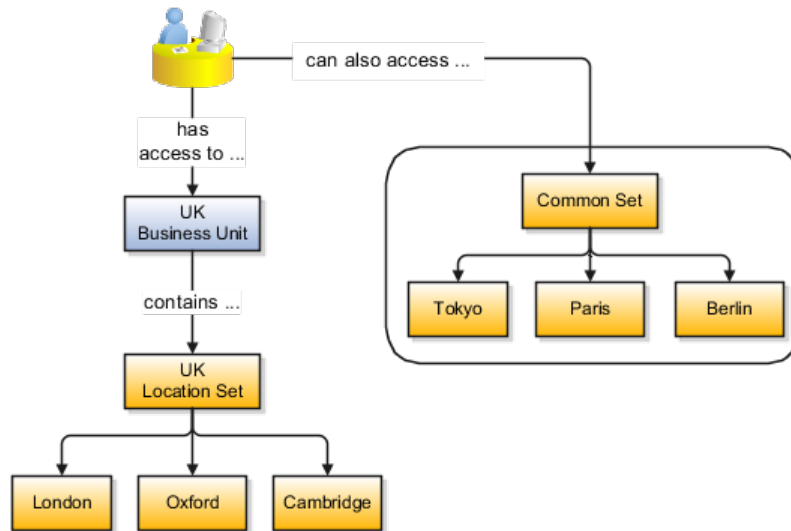 can also access ...
has
access to ...
UK
Business Unit
Common Set
Tokyo
Paris
Berlin
contains ...
UK
Location Set
London
Oxford
Cambridge